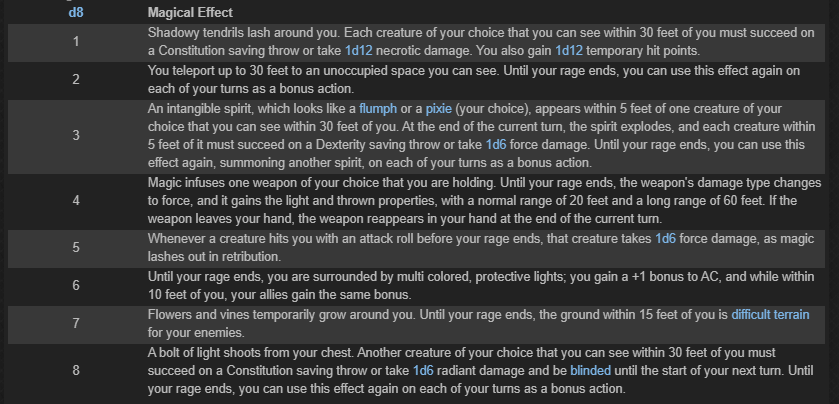 d8 Magical Effect
1 Shadowy tendrils lash around you. Each creature of your choice that you can see within 30 feet of you must succeed on
a Constitution saving throw or take 1d12 necrotic damage. You also gain 1d12 temporary hit points.
2 You teleport up to 30 feet to an unoccupied space you can see. Until your rage ends, you can use this effect again on
each of your turns as a bonus action.
3 An intangible spirit, which looks like a flumph or a pixie (your choice), appears within 5 feet of one creature of your
choice that you can see within 30 feet of you. At the end of the current turn, the spirit explodes, and each creature within
5 feet of it must succeed on a Dexterity saving throw or take 1d6 force damage. Until your rage ends, you can use this
effect again, summoning another spirit, on each of your turns as a bonus action.
4 Magic infuses one weapon of your choice that you are holding. Until your rage ends, the weapon's damage type changes
to force, and it gains the light and thrown properties, with a normal range of 20 feet and a long range of 60 feet. If the
weapon leaves your hand, the weapon reappears in your hand at the end of the current turn.
5 Whenever a creature hits you with an attack roll before your rage ends, that creature takes 1d6 force damage, as magic
lashes out in retribution.
6 Until your rage ends, you are surrounded by multi colored, protective lights; you gain a +1 bonus to AC, and while within
10 feet of you, your allies gain the same bonus.
7 Flowers and vines temporarily grow around you. Until your rage ends, the ground within 15 feet of you is difficult terrain
for your enemies.
8 A bolt of light shoots from your chest. Another creature of your choice that you can see within 30 feet of you must
succeed on a Constitution saving throw or take 1d6 radiant damage and be blinded until the start of your next turn. Until
your rage ends, you can use this effect again on each of your turns as a bonus action.